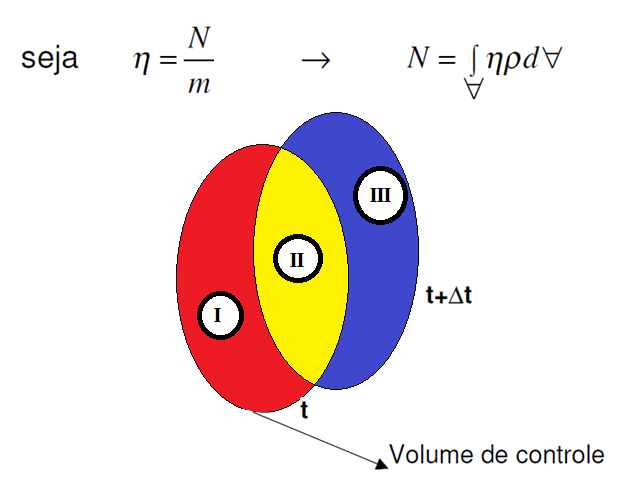 seja η = N/m → N = ∫∀ ηρd∀
III
II
t+Δt
I
t
Volume de controle